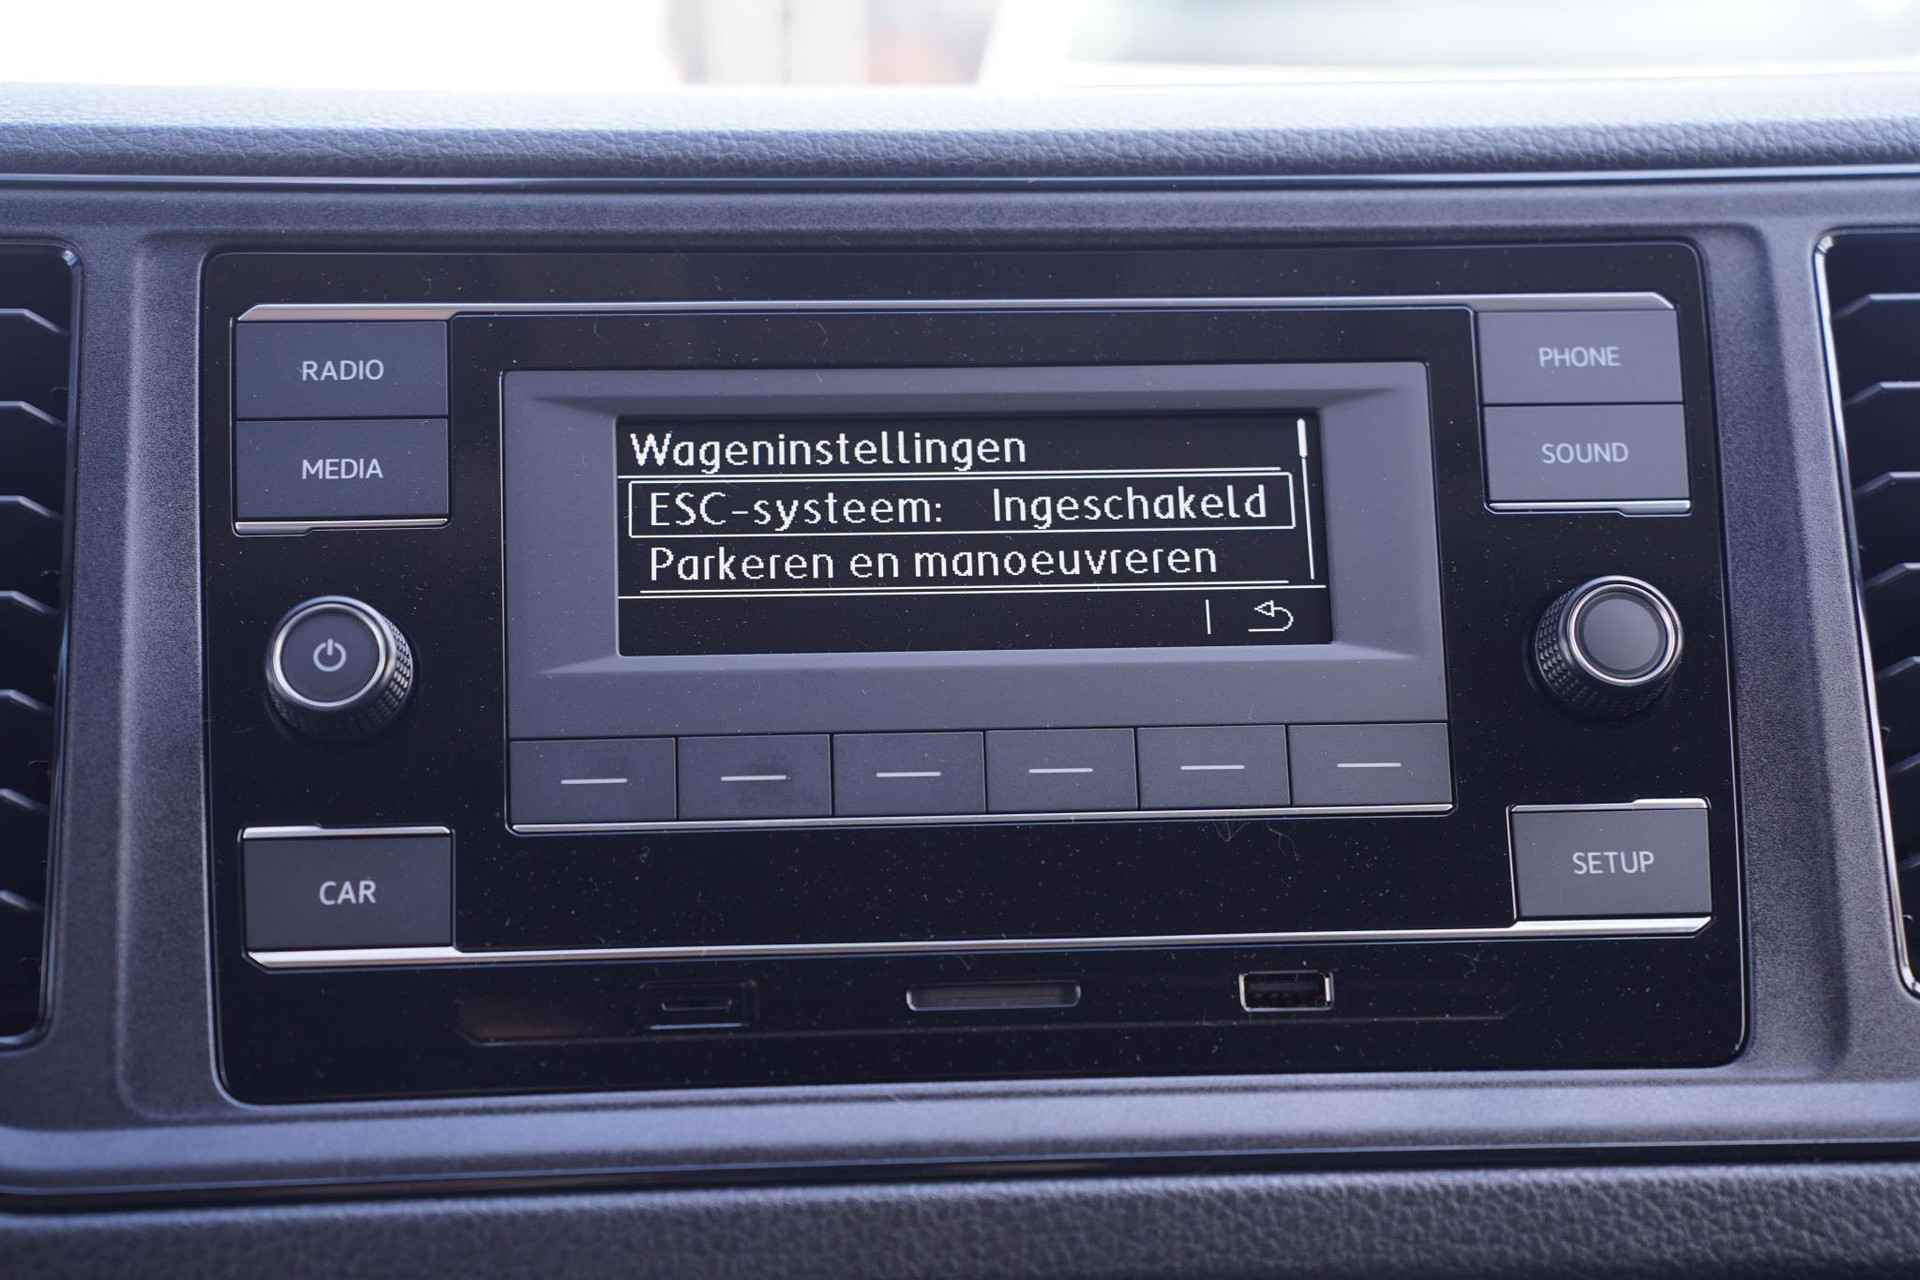 RADIO
MEDIA
Wageninstellingen
ESC-systeem: Ingeschakeld
Parkeren en manoeuvreren
PHONE
SOUND
CAR
SETUP